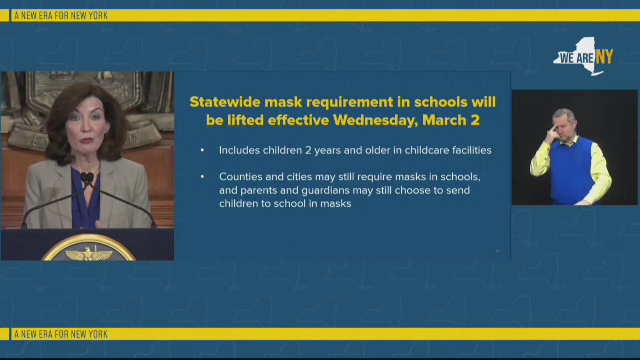 A NEW ERA FOR NEW YORK
WE ARE NY
Statewide mask requirement in schools will
be lifted effective Wednesday, March 2
• Includes children 2 years and older in childcare facilities
• Counties and cities may still require masks in schools,
and parents and guardians may still choose to send
children to school in masks
A NEW ERA FOR NEW YORK